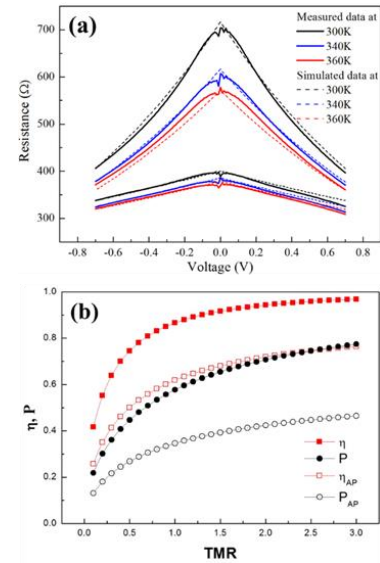 (a)
Measured data at
300K
340K
360K
Simulated data at
300K
340K
360K
Resistance (Ω)
700
600
500
400
300
-0.8 -0.6 -0.4 -0.2 0.0 0.2 0.4 0.6 0.8
Voltage (V)
(b)
η, P
1.0
0.8
0.6
0.4
0.2
0.0
η
P
ηAP
PAP
0.0 0.5 1.0 1.5 2.0 2.5 3.0
TMR